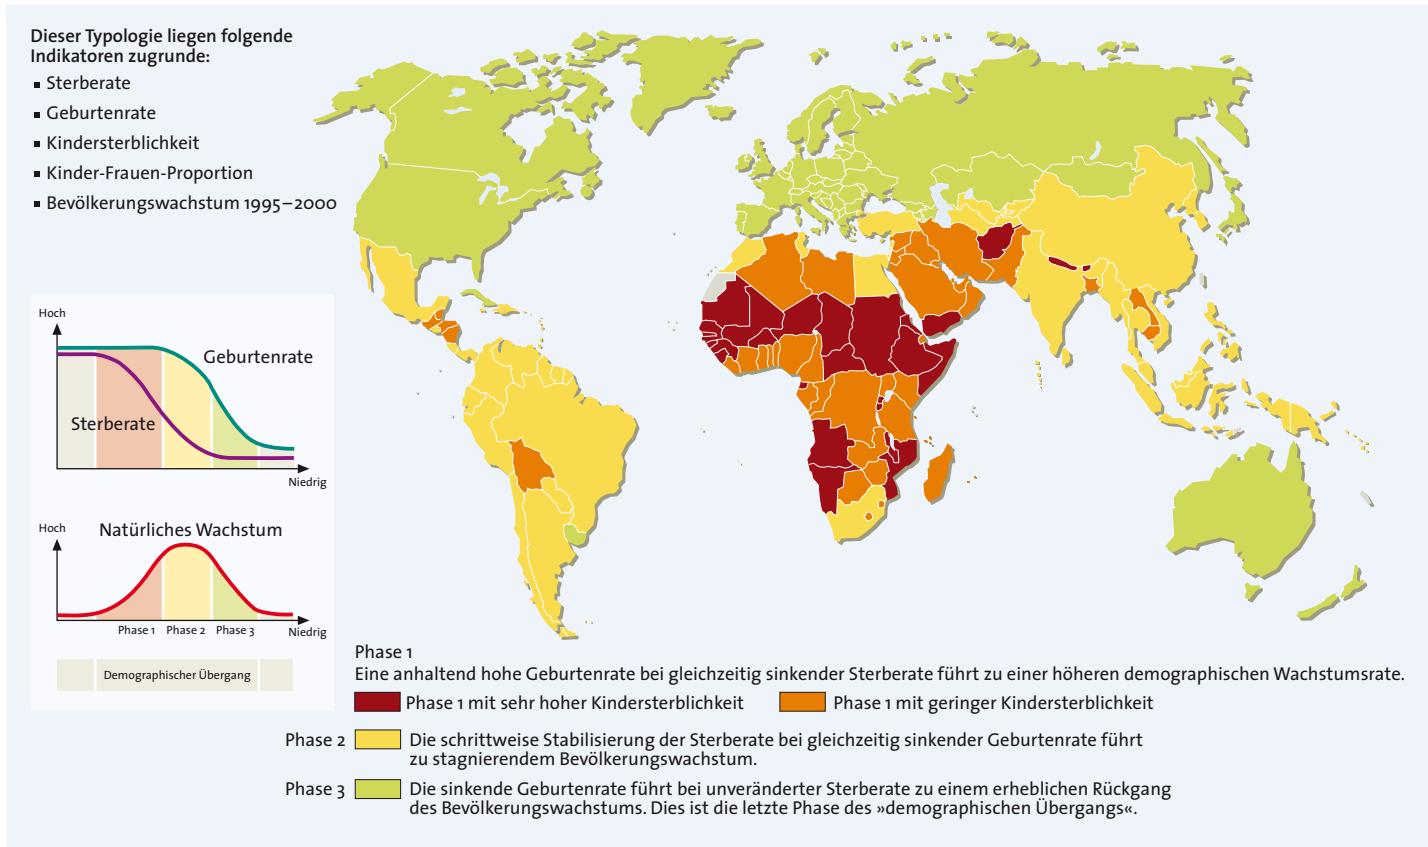 Dieser Typologie liegen folgende
Indikatoren zugrunde:
▪ Sterberate
▪ Geburtenrate
▪ Kindersterblichkeit
▪ Kinder-Frauen-Proportion
▪ Bevölkerungswachstum 1995–2000
Hoch
Geburtenrate
Sterberate
Niedrig
Hoch
Natürliches Wachstum
Phase 1
Phase 2
Phase 3
Niedrig
Demographischer Übergang
Phase 1
Eine anhaltend hohe Geburtenrate bei gleichzeitig sinkender Sterberate führt zu einer höheren demographischen Wachstumsrate.
Phase 1 mit sehr hoher Kindersterblichkeit
Phase 1 mit geringer Kindersterblichkeit
Phase 2
Die schrittweise Stabilisierung der Sterberate bei gleichzeitig sinkender Geburtenrate führt
zu stagnierendem Bevölkerungswachstum.
Phase 3
Die sinkende Geburtenrate führt bei unveränderter Sterberate zu einem erheblichen Rückgang
des Bevölkerungswachstums. Dies ist die letzte Phase des »demographischen Übergangs«.